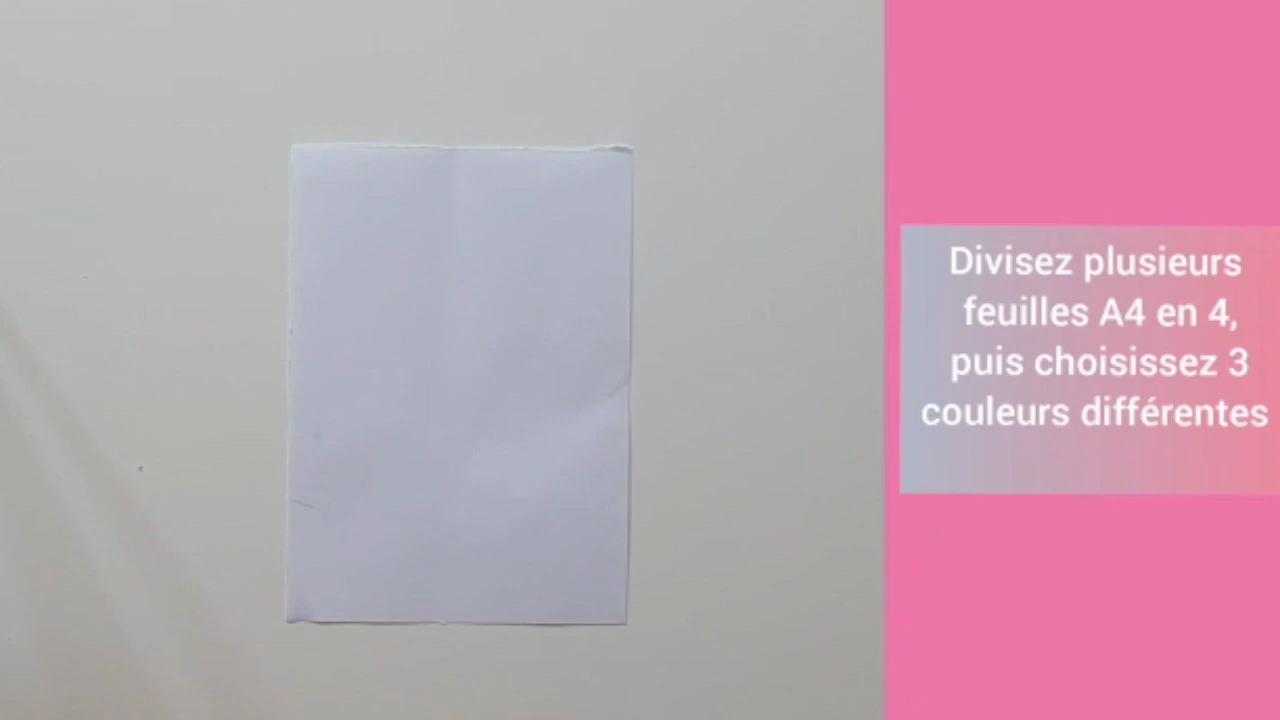 Divisez plusieurs
feuilles A4 en 4,
puis choisissez 3
couleurs différentes